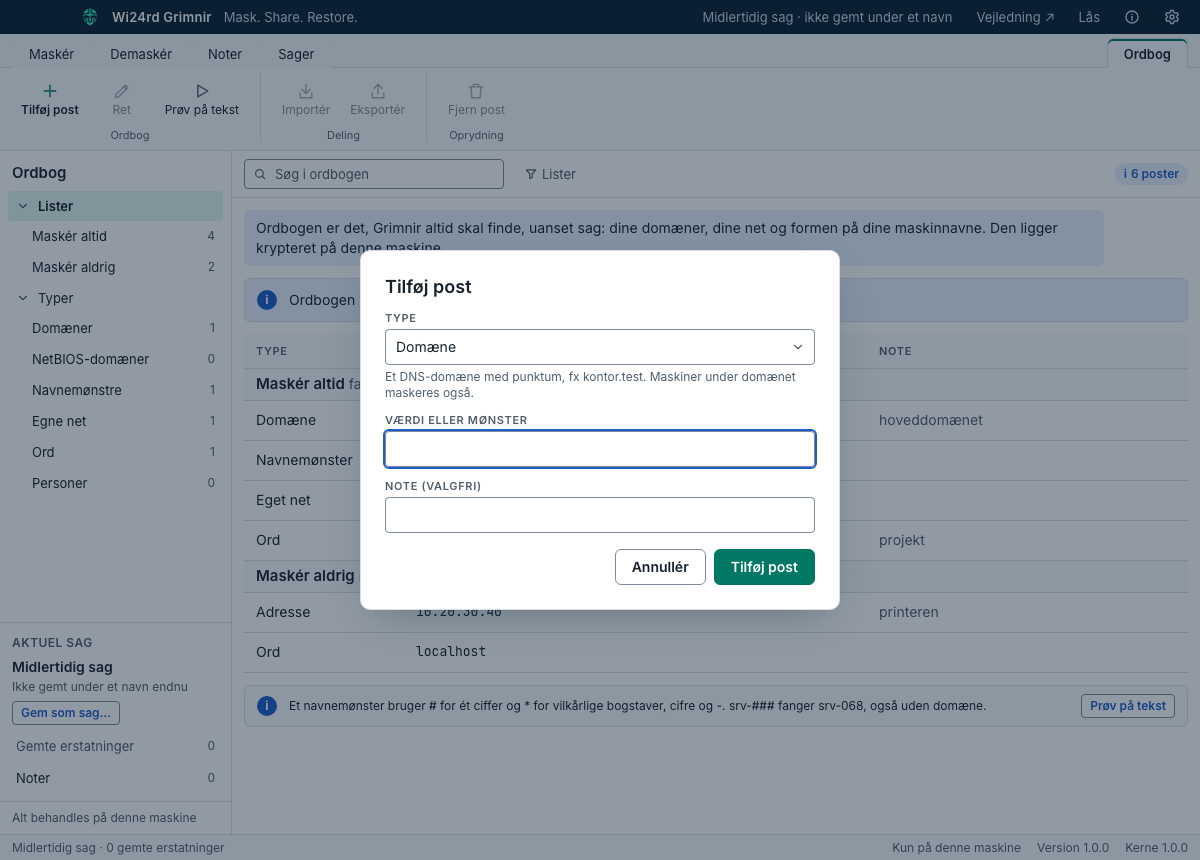 Wi24rd Grimnir Mask. Share. Restore. Midlertidig sag · ikke gemt under et navn Vejledning ↗ Lås
Maskér Demaskér Noter Sager Ordbog
Tilføj post Ret Prøv på tekst Importér Eksportér Fjern post
Ordbog Deling Oprydning
Ordbog
Lister
Maskér altid 4
Maskér aldrig 2
Typer
Domæner 1
NetBIOS-domæner 0
Navnemønstre 1
Egne net 1
Ord 1
Personer 0
AKTUEL SAG
Midlertidig sag
Ikke gemt under et navn endnu
Gem som sag...
Gemte erstatninger 0
Noter 0
Alt behandles på denne maskine
Søg i ordbogen Lister i 6 poster
Ordbogen er det, Grimnir altid skal finde, uanset sag: dine domæner, dine net og formen på dine maskinnavne. Den ligger
krypteret på denne maskine.
Ordbogen
TYPE NOTE
Maskér altid
Domæne hoveddomænet
Navnemønster
Eget net
Ord projekt
Maskér aldrig
Adresse 10.20.30.40 printeren
Ord localhost
Et navnemønster bruger # for ét ciffer og * for vilkårlige bogstaver, cifre og -. srv-### fanger srv-068, også uden domæne. Prøv på tekst
Tilføj post
TYPE
Domæne
Et DNS-domæne med punktum, fx kontor.test. Maskiner under domænet
maskeres også.
VÆRDI ELLER MØNSTER
NOTE (VALGFRI)
Annullér Tilføj post
Midlertidig sag · 0 gemte erstatninger Kun på denne maskine Version 1.0.0 Kerne 1.0.0